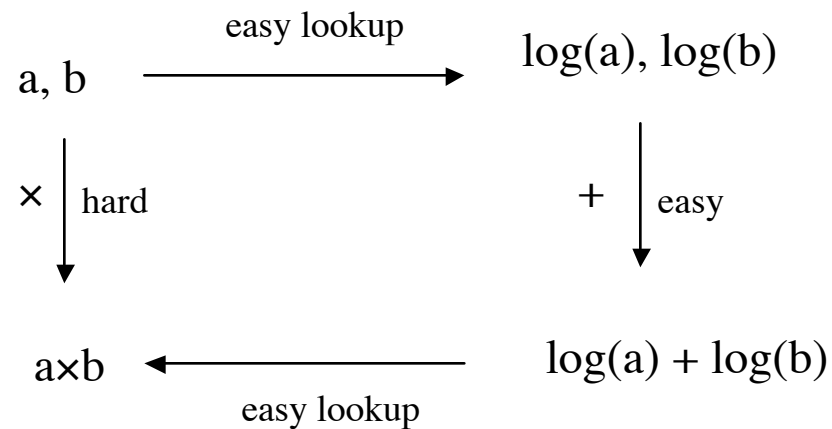 easy lookup
a, b
log(a), log(b)
×
hard
+
easy
a×b
log(a) + log(b)
easy lookup